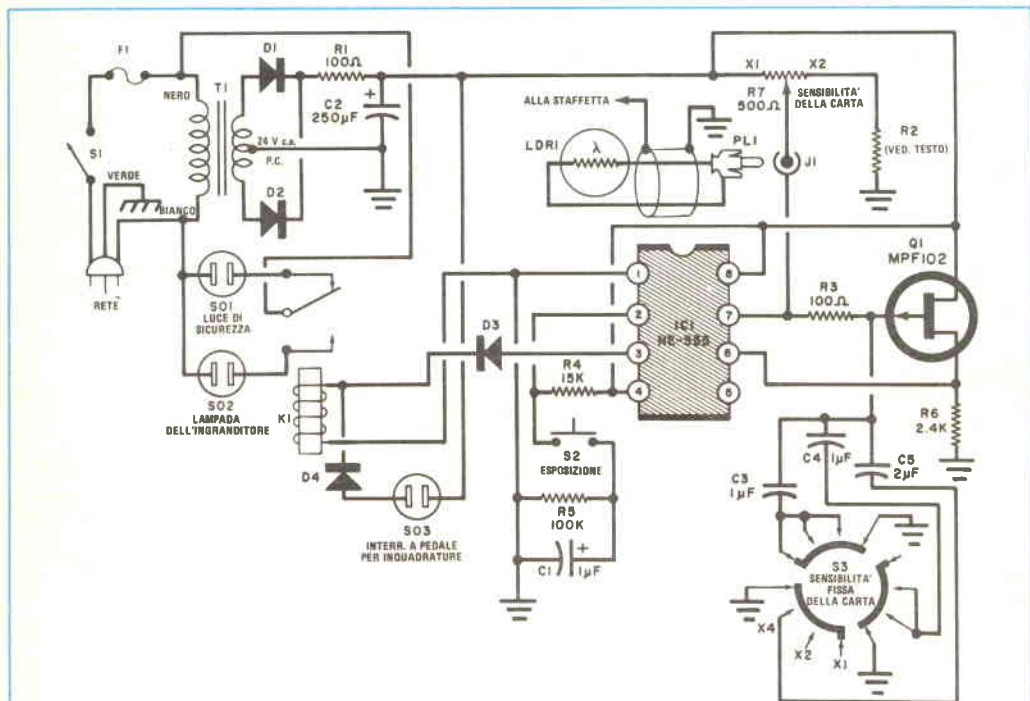 F1
D1
R1
100Ω
NERO
T1
C2
250μF
+
24 V c.a.
P.C.
S1
VERDE
BIANCO
D2
RETE
SO1
LUCE DI
SICUREZZA
SO2
LAMPADA
DELL'INGRANDITORE
K1
D3
D4
SO3
INTERR. A PEDALE
PER INQUADRATURE
X1
X2
R7
500Ω
SENSIBILITA'
DELLA CARTA
ALLA STAFFETTA
LDR1
λ
PL1
J1
R2
(VED. TESTO)
1
2
3
4
8
7
6
5
IC1
NE-555
Q1
MPF102
R3
100Ω
R4
15K
S2
ESPOSIZIONE
R5
100K
C1
1μF
+
R6
2.4K
C4
1μF
C3
1μF
C5
2μF
S3
SENSIBILITA'
FISSA
DELLA CARTA
X4
X2
X1